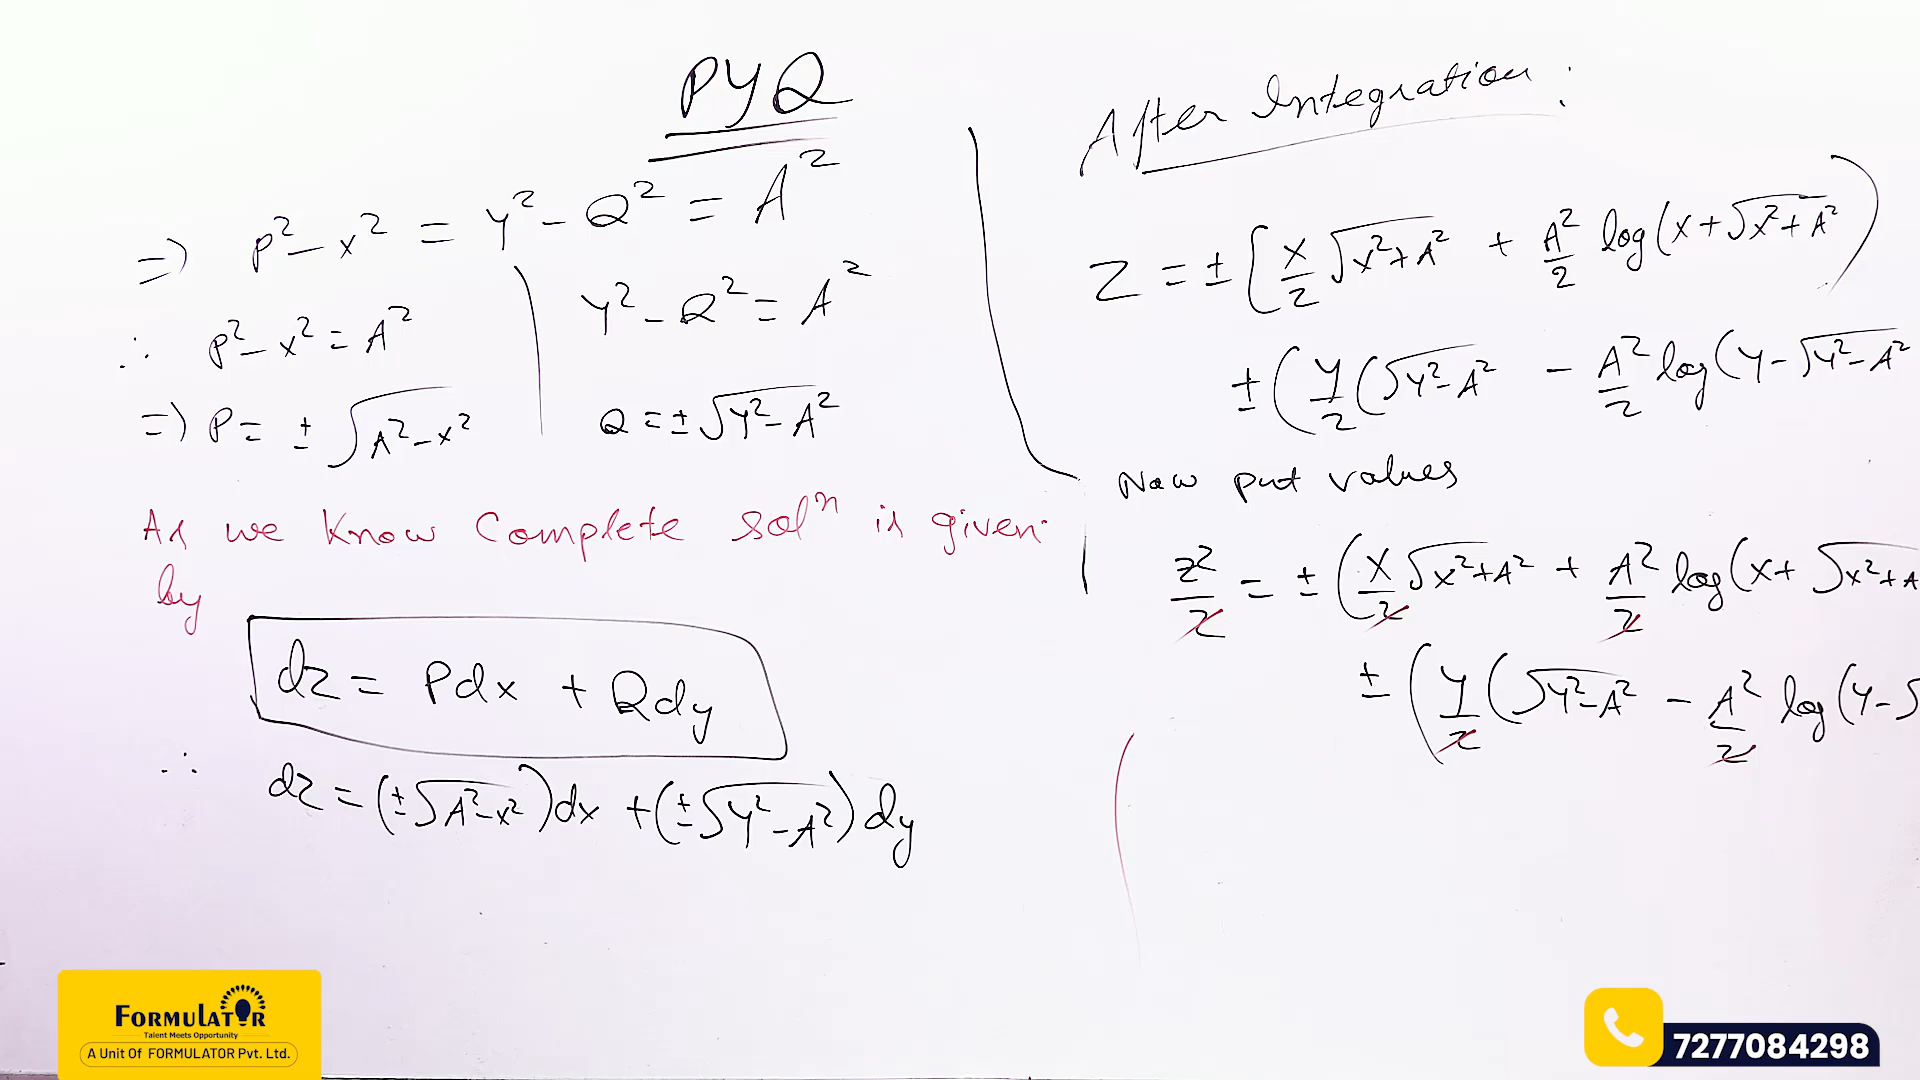 PYQ
=> P² - x² = y² - Q² = A²
∴ P² - x² = A²
=> P = ± √A² - x²
y² - Q² = A²
Q = ± √y² - A²
As we know Complete solⁿ is given
by
dz = Pdx + Qdy
∴ dz = (± √A² - x²) dx + (± √y² - A²) dy
After Integration :
Z = ± [x/2 √x² + A² + A²/2 log(x + √x² + A²)
± (y/2 (√y² - A² - A²/2 log(y - √y² - A²
Now put values
z²/2 = ± (x/2 √x² + A² + A²/2 log(x + √x² + A
± (y/2 (√y² - A² - A²/2 log(y - √
FORMULATOR
Talent Meets Opportunity
A Unit Of FORMULATOR Pvt. Ltd.
7277084298